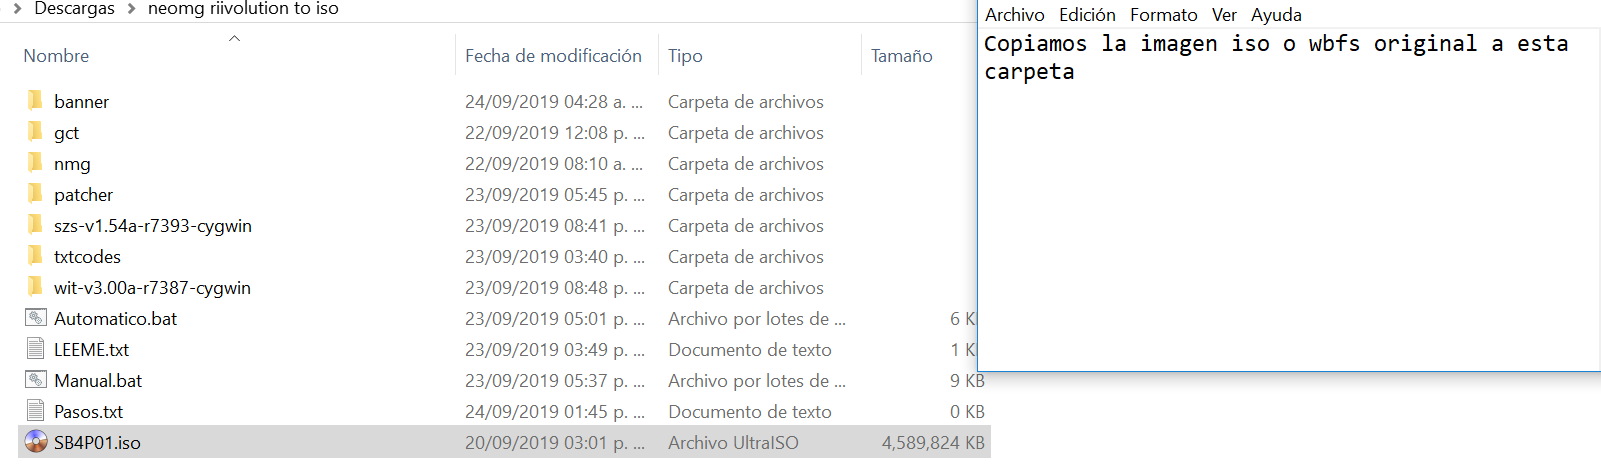 Descargas > neomg riivolution to iso
Archivo Edición Formato Ver Ayuda
Copiamos la imagen iso o wbfs original a esta
carpeta
Nombre Fecha de modificación Tipo Tamaño
banner 24/09/2019 04:28 a. ... Carpeta de archivos
gct 22/09/2019 12:08 p. ... Carpeta de archivos
nmg 22/09/2019 08:10 a. ... Carpeta de archivos
patcher 23/09/2019 05:45 p. ... Carpeta de archivos
szs-v1.54a-r7393-cygwin 23/09/2019 08:41 p. ... Carpeta de archivos
txtcodes 23/09/2019 03:40 p. ... Carpeta de archivos
wit-v3.00a-r7387-cygwin 23/09/2019 08:48 p. ... Carpeta de archivos
Automatico.bat 23/09/2019 05:01 p. ... Archivo por lotes de ... 6 K
LEEME.txt 23/09/2019 03:49 p. ... Documento de texto 1 K
Manual.bat 23/09/2019 05:37 p. ... Archivo por lotes de ... 9 KB
Pasos.txt 24/09/2019 01:45 p. ... Documento de texto 0 KB
SB4P01.iso 20/09/2019 03:01 p. ... Archivo UltraISO 4,589,824 KB